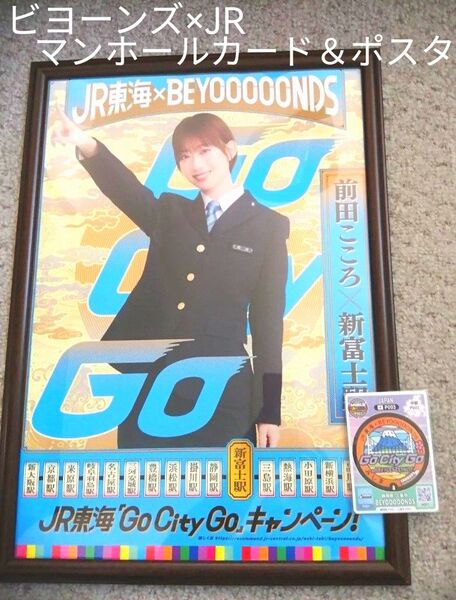 ビヨーンズ×JR
マンホールカード＆ポスタ
JR東海×BEYOOOOONDS
Go
City
Go
前田こころ×新富士駅
新大阪駅
京都駅
米原駅
岐阜羽島駅
名古屋駅
三河安城駅
豊橋駅
浜松駅
掛川駅
静岡駅
新富士駅
三島駅
熱海駅
小田原駅
新横浜駅
JR東海「Go City Go」キャンペーン!
JAPAN
Go City Go
BEYOOOOONDS